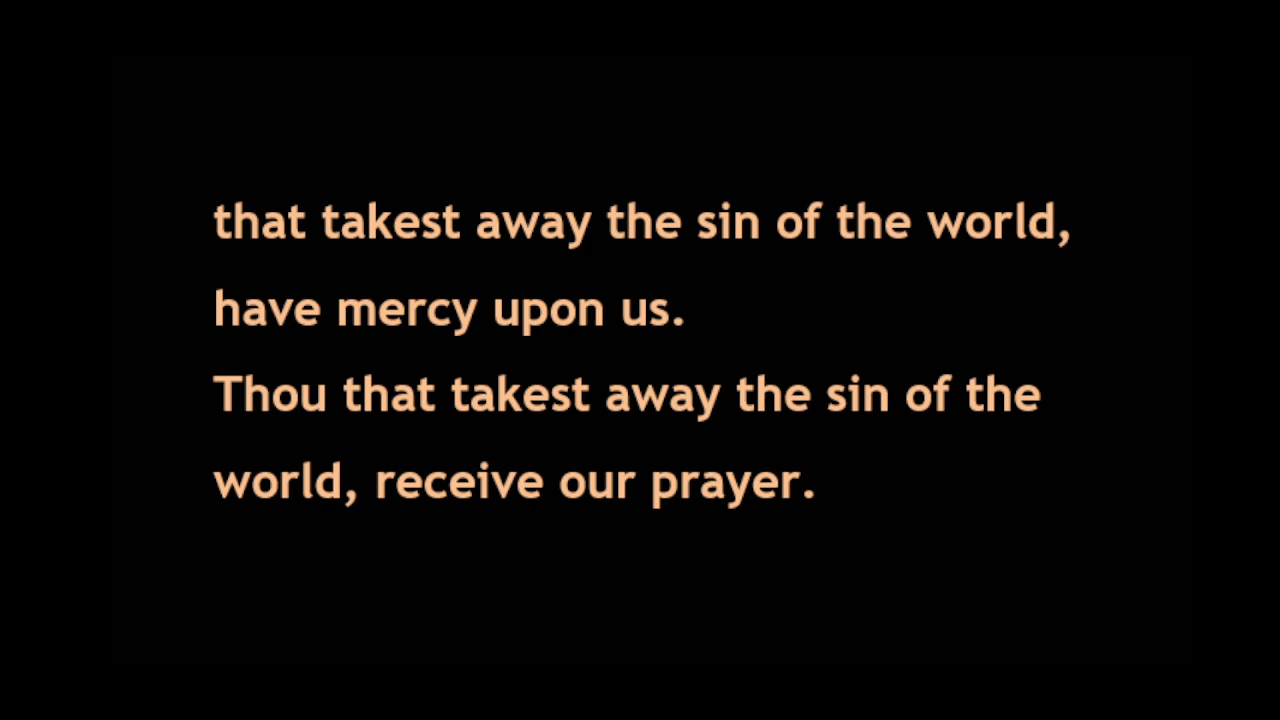 that takest away the sin of the world,
have mercy upon us.
Thou that takest away the sin of the
world, receive our prayer.